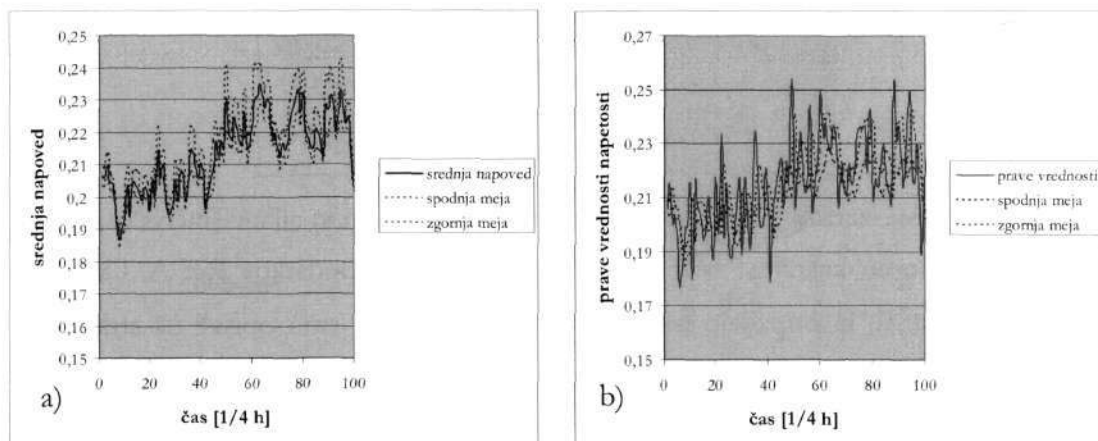 srednja napoved
0,25
0,24
0,23
0,22
0,21
0,2
0,19
0,18
0,17
0,16
0,15
0
20
40
60
80
100
čas [1/4 h]
srednja napoved
spodnja meja
zgornja meja
a)
prave vrednosti napetosti
0,27
0,25
0,23
0,21
0,19
0,17
0,15
0
20
40
60
80
100
čas [1/4 h]
prave vrednosti
spodnja meja
zgornja meja
b)